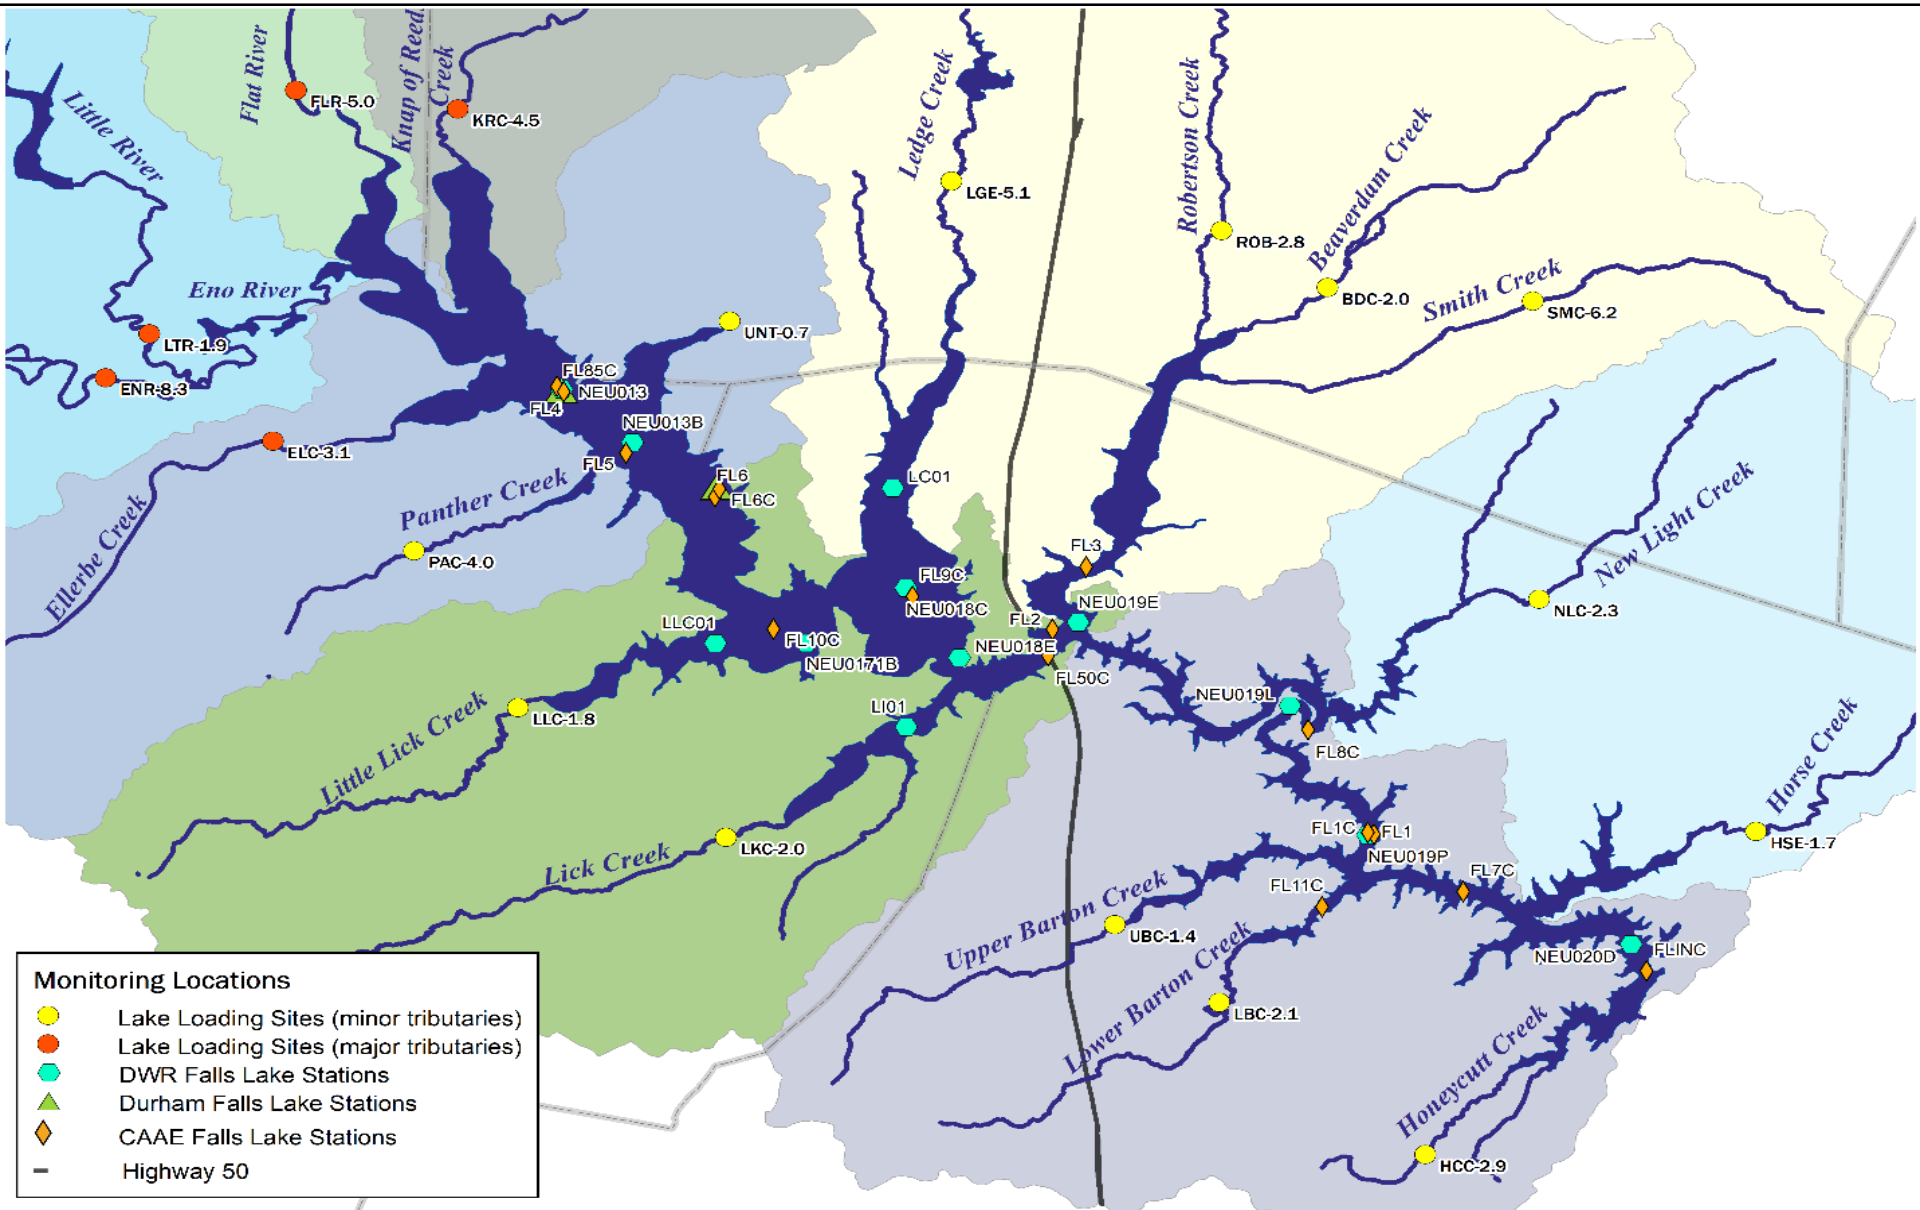 Flat River
Knap of Reeds
Creek
Little River
FLR-5.0
KRC-4.5
Ledge Creek
LGE-5.1
Robertson Creek
ROB-2.8
Beaverdam Creek
BDC-2.0
Smith Creek
SMC-6.2
Eno River
LTR-1.9
ENR-8.3
UNT-0.7
FL85C
NEU013
FL4
NEU013B
FL5
ELC-3.1
Ellerbe Creek
Panther Creek
PAC-4.0
FL6
FL6C
LC01
FL3
New Light Creek
NLC-2.3
FL9C
NEU018C
NEU019E
FL2
LLC01
FL10C
NEU0171B
NEU018E
FL50C
LLC-1.8
Little Lick Creek
LI01
NEU019L
FL8C
Horse Creek
HSE-1.7
LKC-2.0
Lick Creek
FL1C
FL1
NEU019P
FL7C
FL11C
Upper Barton Creek
UBC-1.4
Lower Barton Creek
LBC-2.1
NEU020D
FLINC
Honeycutt Creek
HCC-2.9
Monitoring Locations
Lake Loading Sites (minor tributaries)
Lake Loading Sites (major tributaries)
DWR Falls Lake Stations
Durham Falls Lake Stations
CAAE Falls Lake Stations
Highway 50